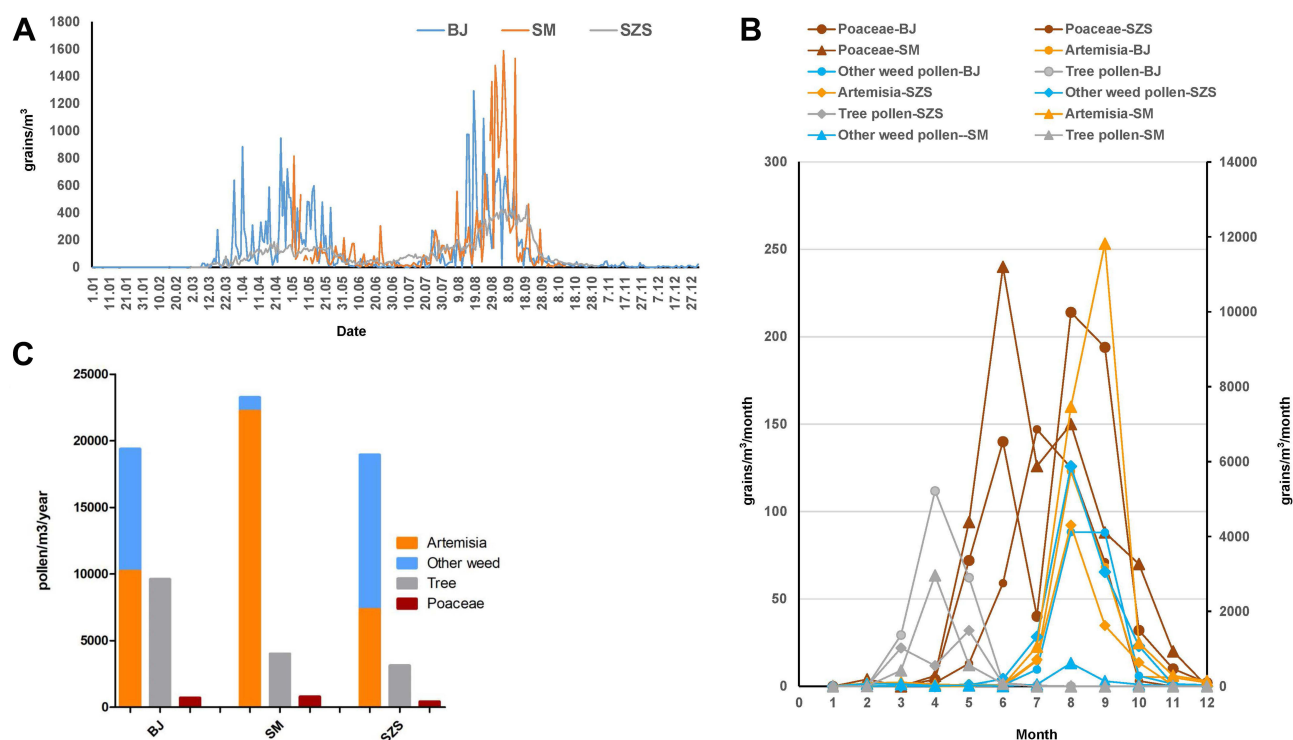 A
BJ SM SZS
1800
1600
1400
1200
1000
800
600
400
200
0
grains/m³
1.01 11.01 21.01 31.01 10.02 20.02 2.03 12.03 22.03 1.04 11.04 21.04 1.05 11.05 21.05 31.05 10.06 20.06 30.06 10.07 20.07 30.07 9.08 19.08 29.08 8.09 18.09 28.09 8.10 18.10 28.10 7.11 17.11 27.11 7.12 17.12 27.12
Date
B
Poaceae-BJ Poaceae-SZS
Poaceae-SM Artemisia-BJ
Other weed pollen-BJ Tree pollen-BJ
Artemisia-SZS Other weed pollen-SZS
Tree pollen-SZS Artemisia-SM
Other weed pollen--SM Tree pollen-SM
300
250
200
150
100
50
0
grains/m³/month
14000
12000
10000
8000
6000
4000
2000
0
grains/m³/month
0 1 2 3 4 5 6 7 8 9 10 11 12
Month
C
25000
20000
15000
10000
5000
0
pollen/m3/year
Artemisia
Other weed
Tree
Poaceae
BJ SM SZS